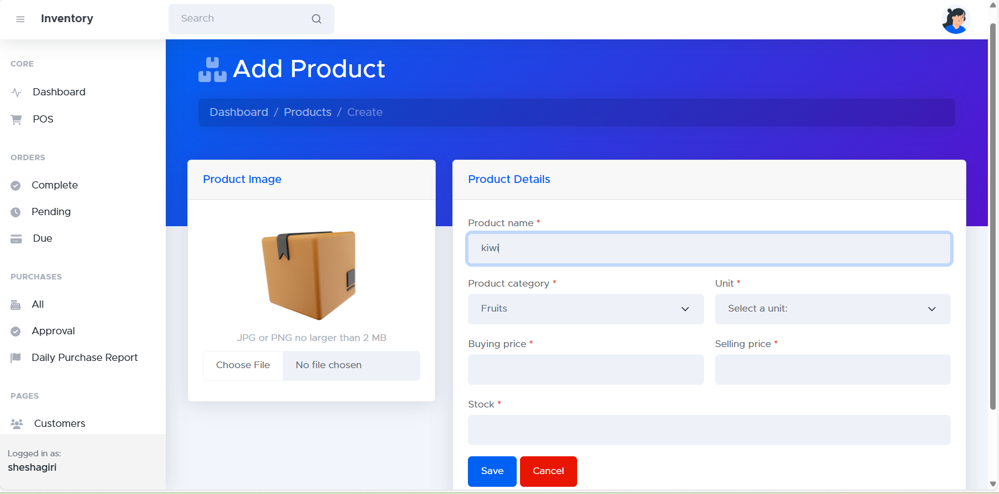 Inventory
Search
CORE
Dashboard
POS
ORDERS
Complete
Pending
Due
PURCHASES
All
Approval
Daily Purchase Report
PAGES
Customers
Logged in as:
sheshagiri
Add Product
Dashboard / Products / Create
Product Image
JPG or PNG no larger than 2 MB
Choose File No file chosen
Product Details
Product name *
kiwi
Product category * Unit *
Fruits Select a unit:
Buying price * Selling price *
Stock *
Save Cancel